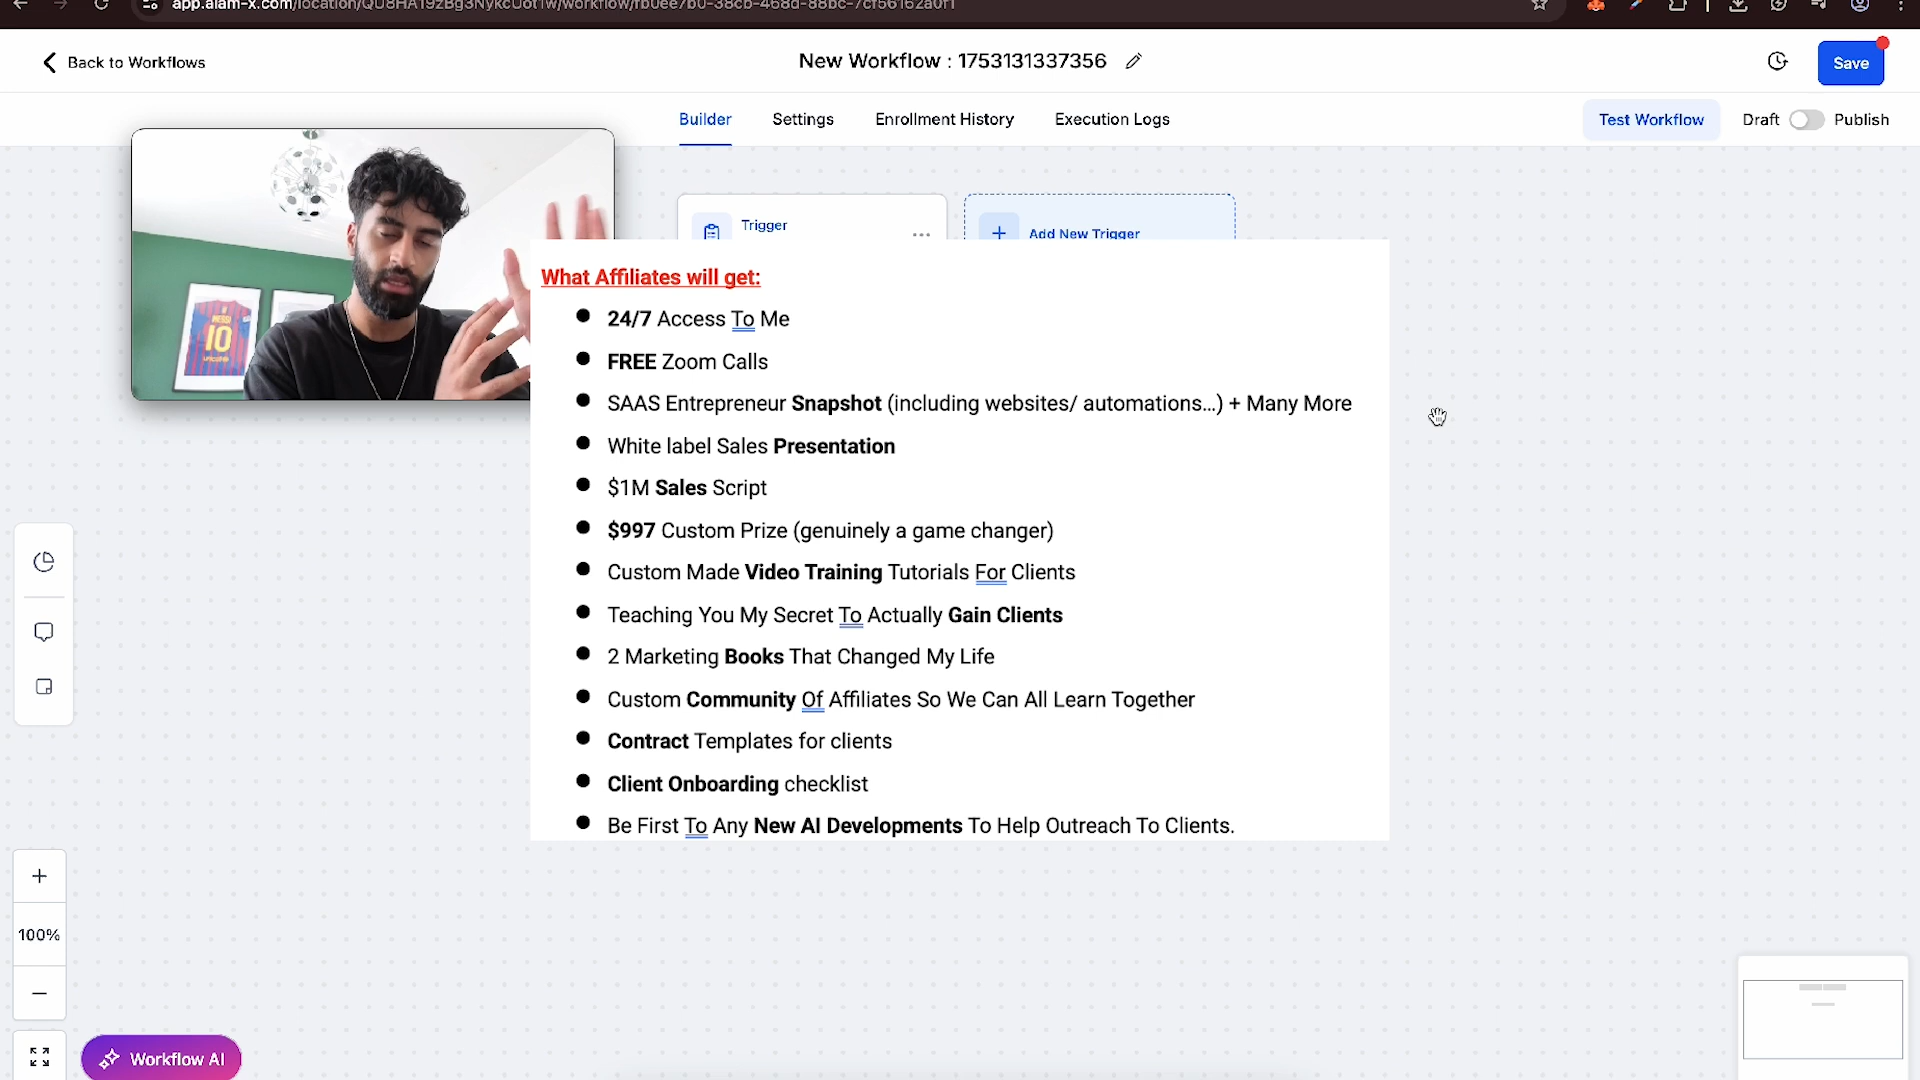 New Workflow : 1753131337356
Back to Workflows
Save
Builder
Settings
Enrollment History
Execution Logs
Test Workflow
Draft
Publish
Trigger
Add New Trigger
MESSI
10
What Affiliates will get:
24/7 Access To Me
FREE Zoom Calls
SAAS Entrepreneur Snapshot (including websites/ automations...) + Many More
White label Sales Presentation
$1M Sales Script
$997 Custom Prize (genuinely a game changer)
Custom Made Video Training Tutorials For Clients
Teaching You My Secret To Actually Gain Clients
2 Marketing Books That Changed My Life
Custom Community Of Affiliates So We Can All Learn Together
Contract Templates for clients
Client Onboarding checklist
Be First To Any New AI Developments To Help Outreach To Clients.
100%
Workflow AI